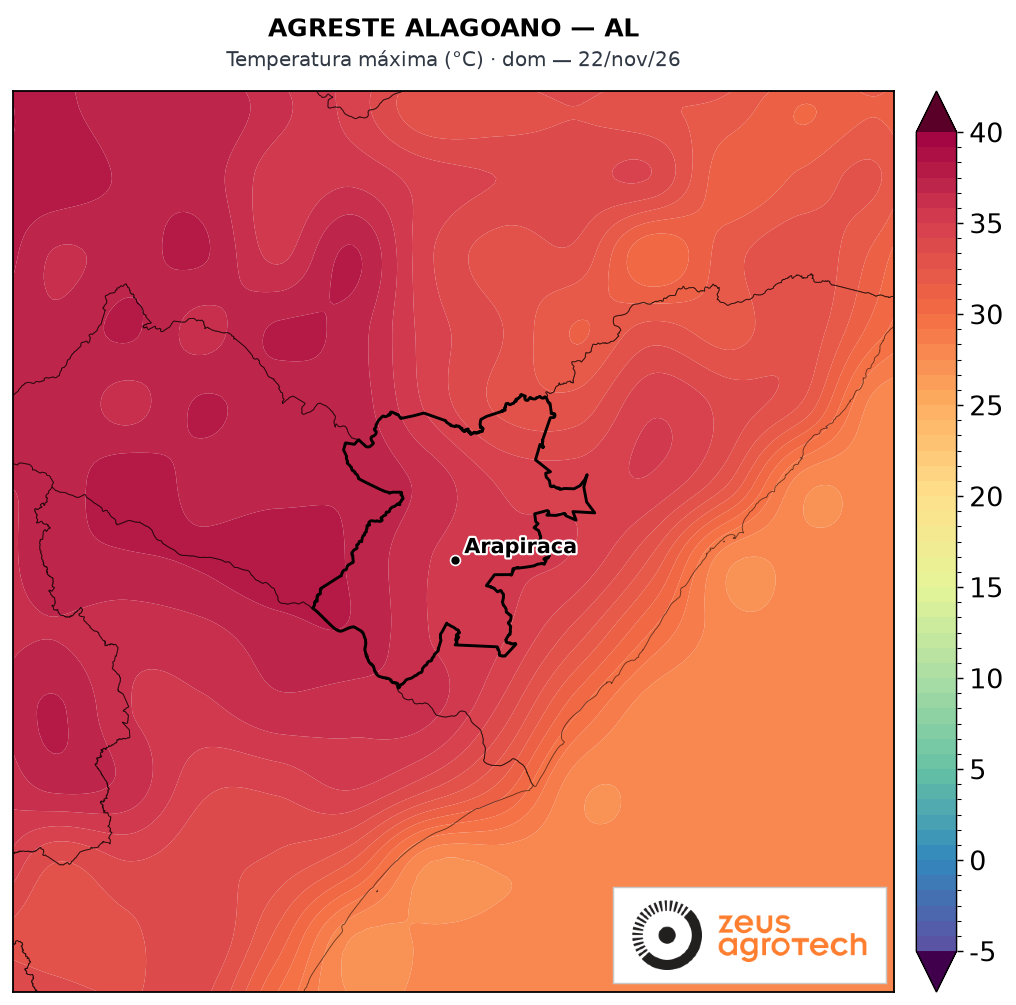 AGRESTE ALAGOANO — AL
Temperatura máxima (°C) · dom — 22/nov/26
40
35
30
25
20
15
10
5
0
-5
Arapiraca
zeus
agrotech